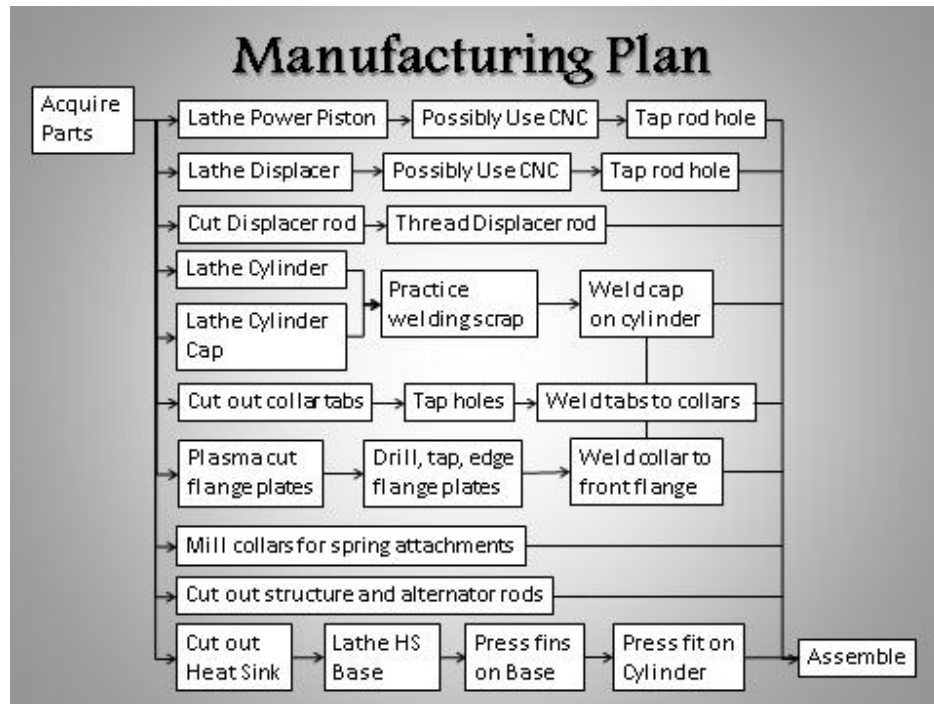 Manufacturing Plan
Acquire
Parts
Lathe Power Piston
Possibly Use CNC
Tap rod hole
Lathe Displacer
Possibly Use CNC
Tap rod hole
Cut Displacer rod
Thread Displacer rod
Lathe Cylinder
Lathe Cylinder
Cap
Practice
welding scrap
Weld cap
on cylinder
Cut out collar tabs
Tap holes
Weld tabs to collars
Plasma cut
flange plates
Drill, tap, edge
flange plates
Weld collar to
front flange
Mill collars for spring attachments
Cut out structure and alternator rods
Cut out
Heat Sink
Lathe HS
Base
Press fins
on Base
Press fit on
Cylinder
Assemble